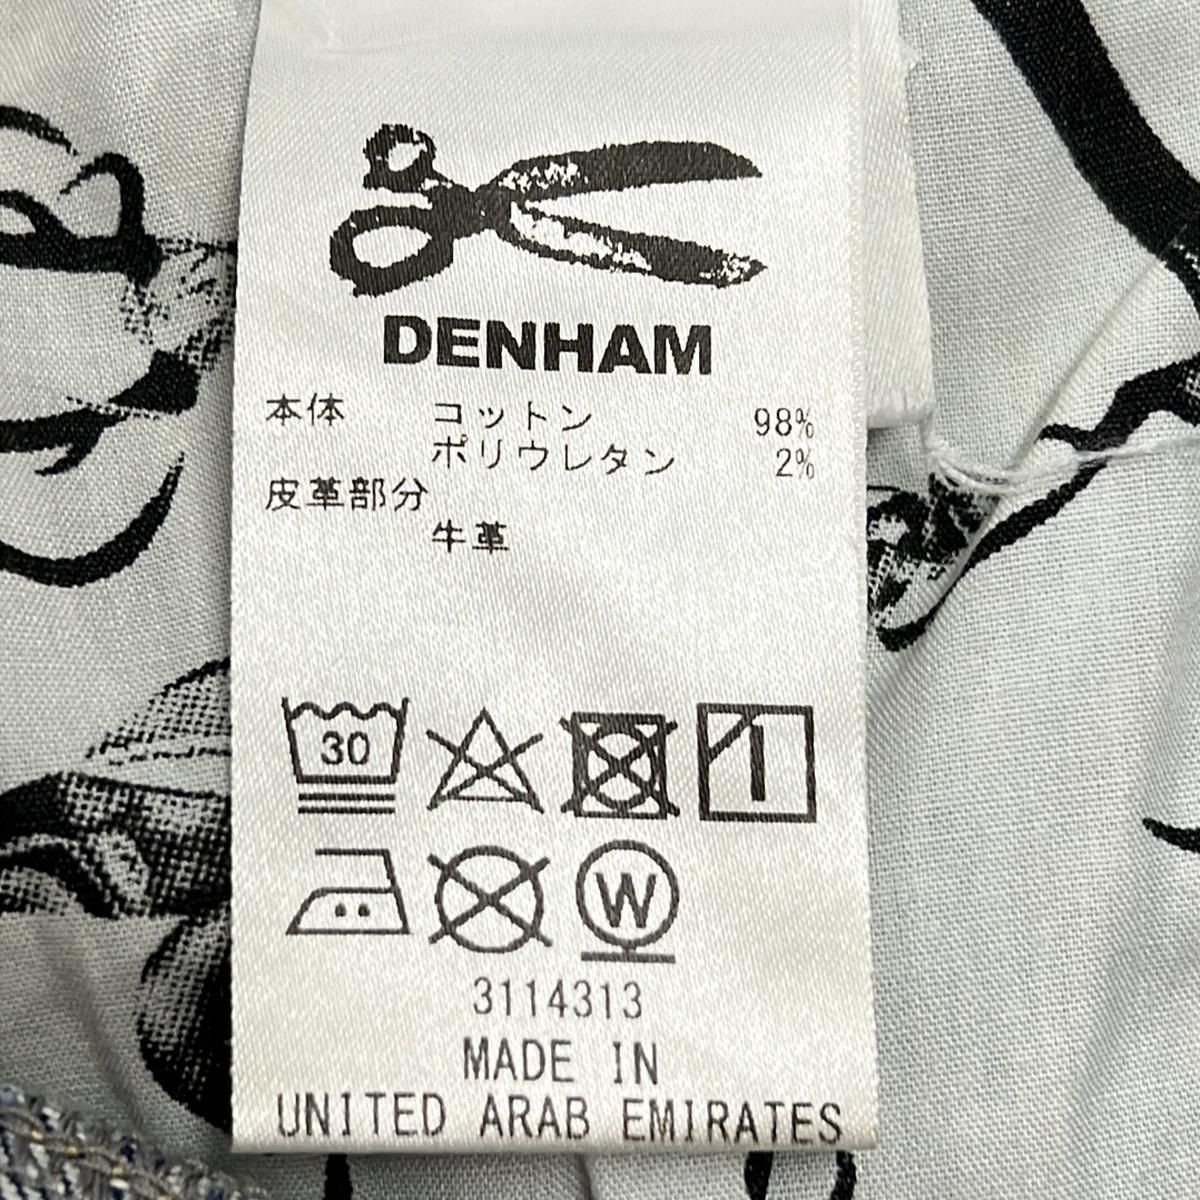 DENHAM
本体 コットン 98%
ポリウレタン 2%
皮革部分
牛革
30
W
3114313
MADE IN
UNITED ARAB EMIRATES